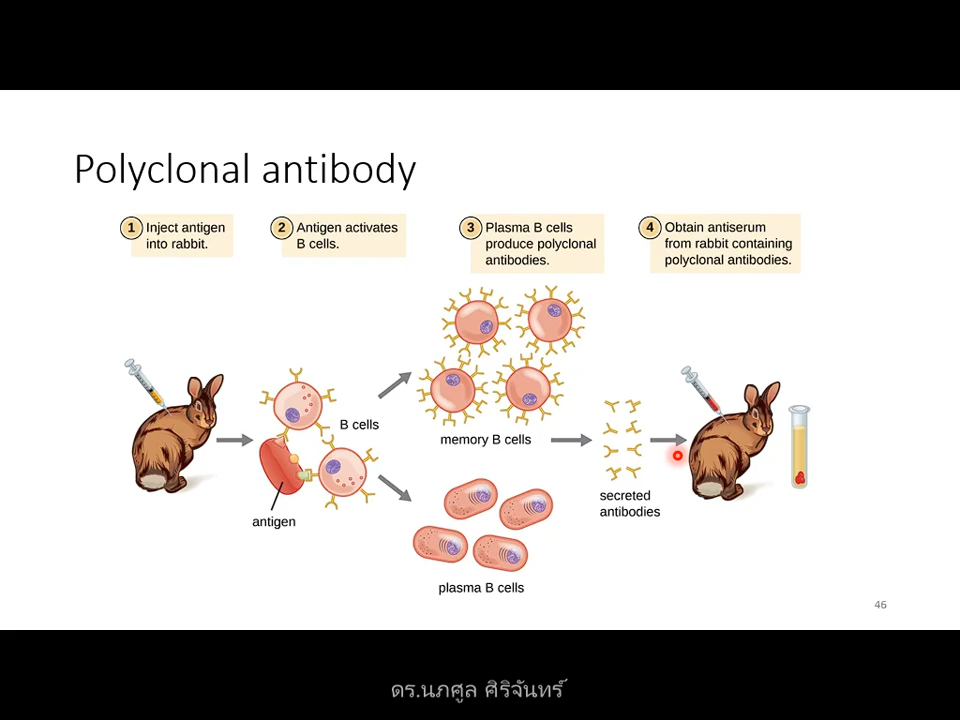 Polyclonal antibody
1 Inject antigen
into rabbit.
2 Antigen activates
B cells.
3 Plasma B cells
produce polyclonal
antibodies.
4 Obtain antiserum
from rabbit containing
polyclonal antibodies.
B cells
antigen
memory B cells
plasma B cells
secreted
antibodies
46
ดร.นภศูล ศิริจันทร์